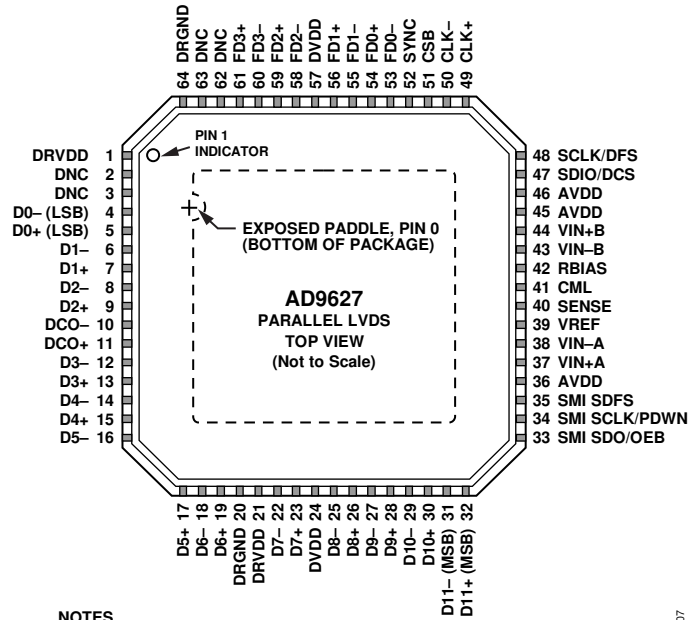 64 DRGND
63 DNC
62 DNC
61 FD3+
60 FD3–
59 FD2+
58 FD2–
57 DVDD
56 FD1+
55 FD1–
54 FD0+
53 FD0–
52 SYNC
51 CSB
50 CLK–
49 CLK+
PIN 1
INDICATOR
DRVDD 1
DNC 2
DNC 3
D0– (LSB) 4
D0+ (LSB) 5
D1– 6
D1+ 7
D2– 8
D2+ 9
DCO– 10
DCO+ 11
D3– 12
D3+ 13
D4– 14
D4+ 15
D5– 16
EXPOSED PADDLE, PIN 0
(BOTTOM OF PACKAGE)
AD9627
PARALLEL LVDS
TOP VIEW
(Not to Scale)
48 SCLK/DFS
47 SDIO/DCS
46 AVDD
45 AVDD
44 VIN+B
43 VIN–B
42 RBIAS
41 CML
40 SENSE
39 VREF
38 VIN–A
37 VIN+A
36 AVDD
35 SMI SDFS
34 SMI SCLK/PDWN
33 SMI SDO/OEB
D5+ 17
D6– 18
D6+ 19
DRGND 20
DRVDD 21
D7– 22
D7+ 23
DVDD 24
D8– 25
D8+ 26
D9– 27
D9+ 28
D10– 29
D10+ 30
D11– (MSB) 31
D11+ (MSB) 32
NOTES
07